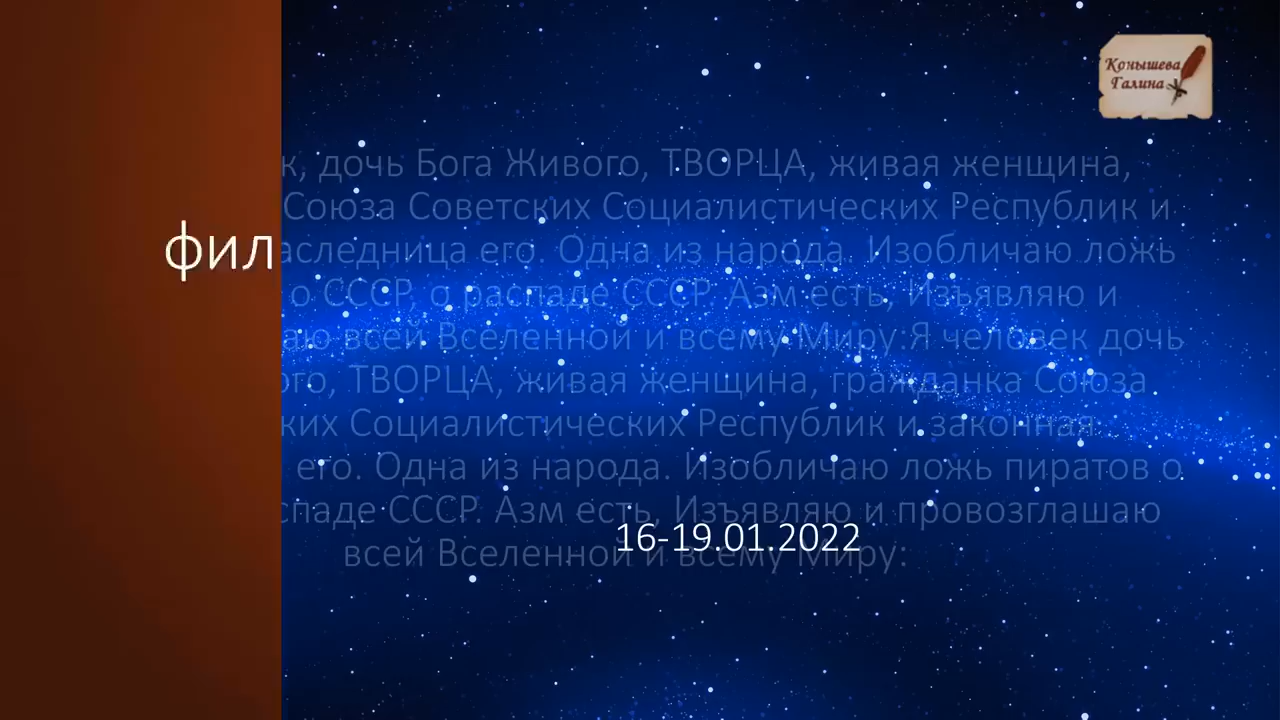 Конышева
Галина
к, дочь Бога Живого, ТВОРЦА, живая женщина,
Союза Советских Социалистических Республик и
фил
аследница его. Одна из народа. Изобличаю ложь
о СССР, о распаде СССР. Азм есть, Изъявляю и
аю всей Вселенной и всему Миру:Я человек дочь
ого, ТВОРЦА, живая женщина, гражданка Союза
ких Социалистических Республик и законная
его. Одна из народа. Изобличаю ложь пиратов о
спаде СССР. Азм есть, Изъявляю и провозглашаю
16-19.01.2022
всей Вселенной и всему Миру: